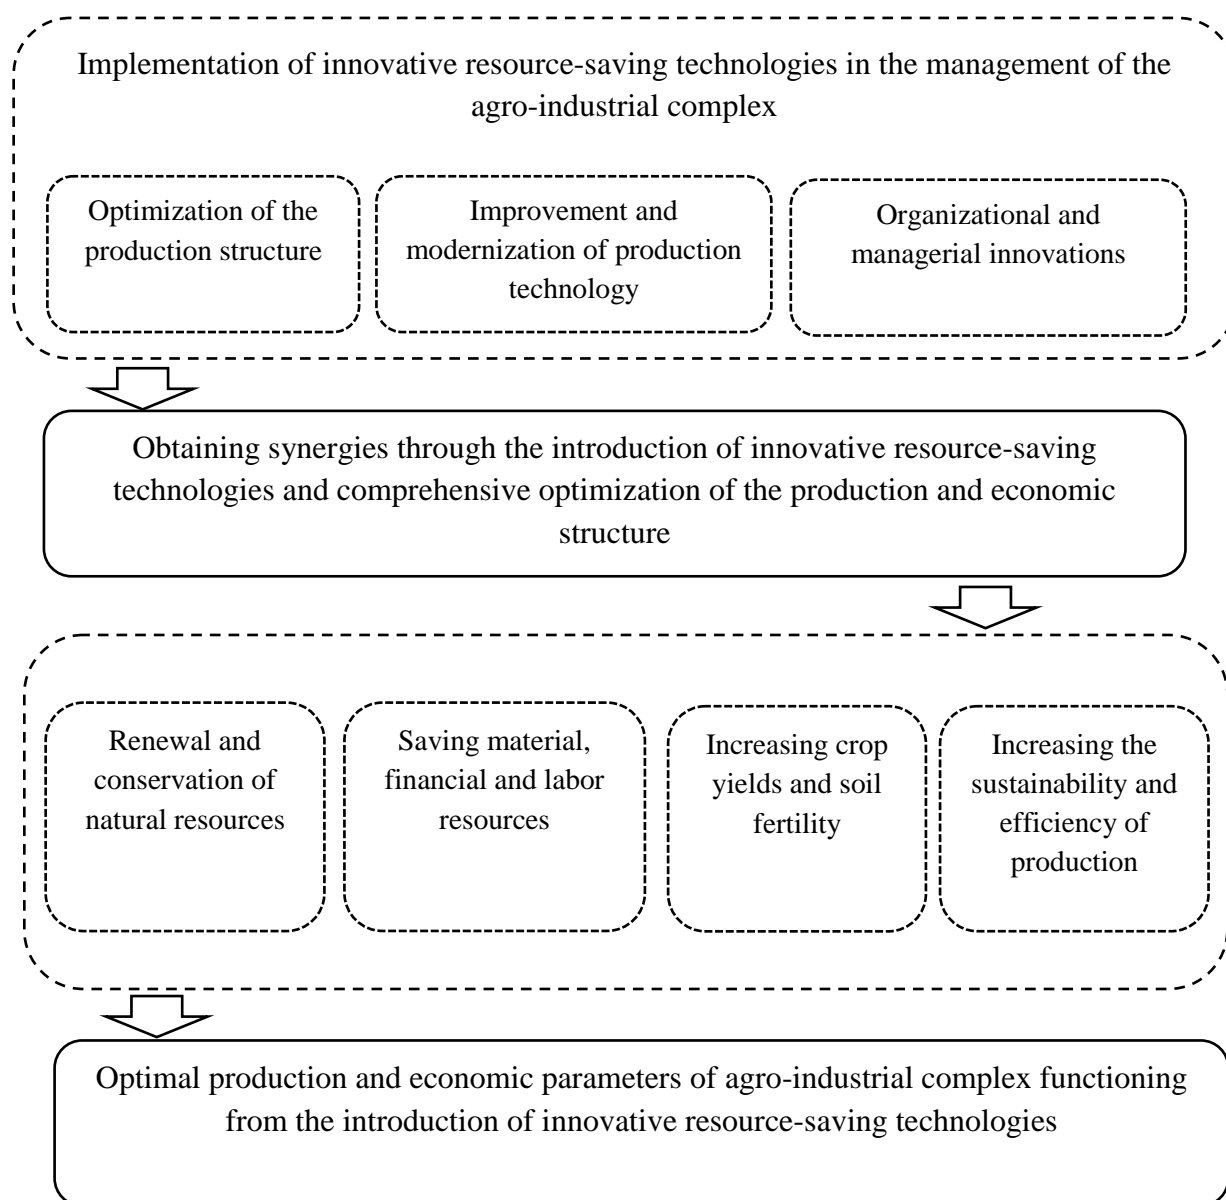 Implementation of innovative resource-saving technologies in the management of the
agro-industrial complex
Optimization of the
production structure
Improvement and
modernization of production
technology
Organizational and
managerial innovations
Obtaining synergies through the introduction of innovative resource-saving
technologies and comprehensive optimization of the production and economic
structure
Renewal and
conservation of
natural resources
Saving material,
financial and labor
resources
Increasing crop
yields and soil
fertility
Increasing the
sustainability and
efficiency of
production
Optimal production and economic parameters of agro-industrial complex functioning
from the introduction of innovative resource-saving technologies